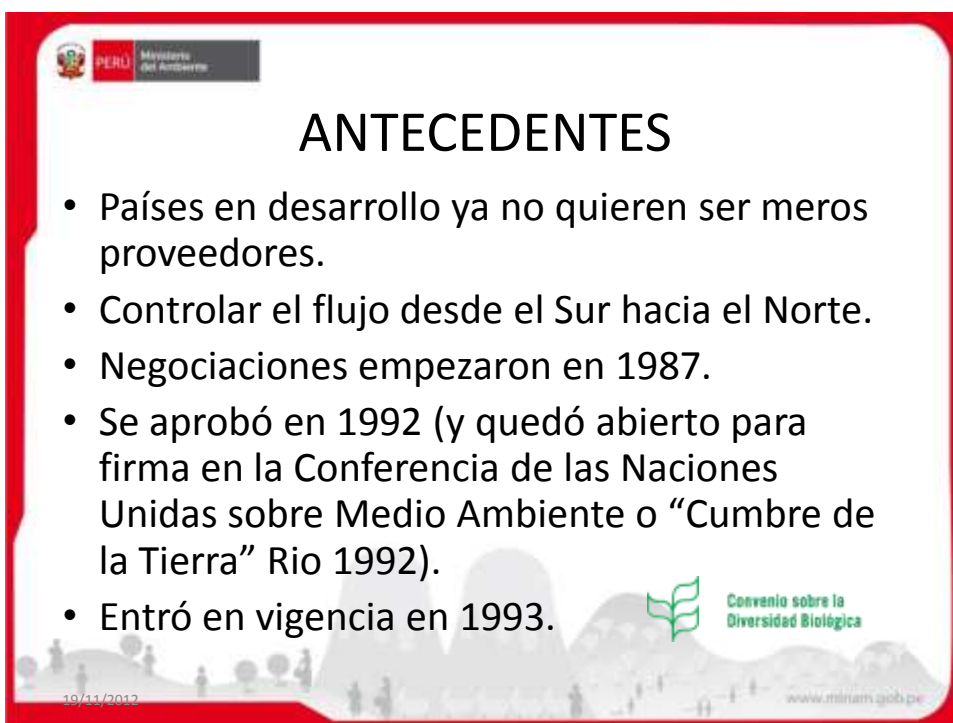 PERÚ
Ministerio
del Ambiente
ANTECEDENTES
• Países en desarrollo ya no quieren ser meros
proveedores.
• Controlar el flujo desde el Sur hacia el Norte.
• Negociaciones empezaron en 1987.
• Se aprobó en 1992 (y quedó abierto para
firma en la Conferencia de las Naciones
Unidas sobre Medio Ambiente o “Cumbre de
la Tierra” Rio 1992).
• Entró en vigencia en 1993.
Convenio sobre la
Diversidad Biológica
19/11/2012
www.minam.gob.pe